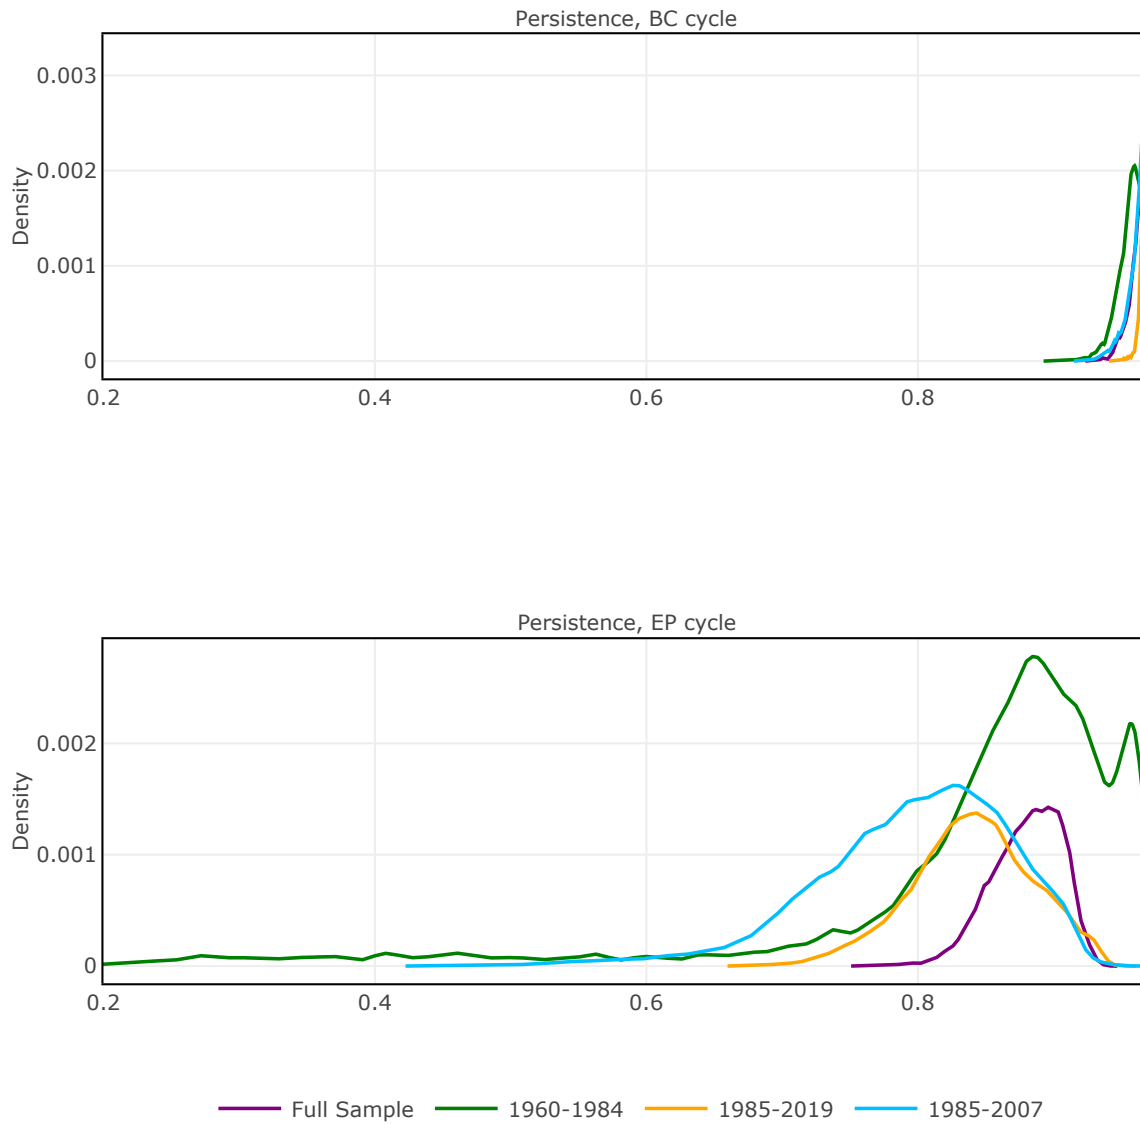 Persistence, BC cycle
0.003
0.002
0.001
0
Density
0.2 0.4 0.6 0.8
Persistence, EP cycle
0.002
0.001
0
Density
0.2 0.4 0.6 0.8
Full Sample 1960-1984 1985-2019 1985-2007